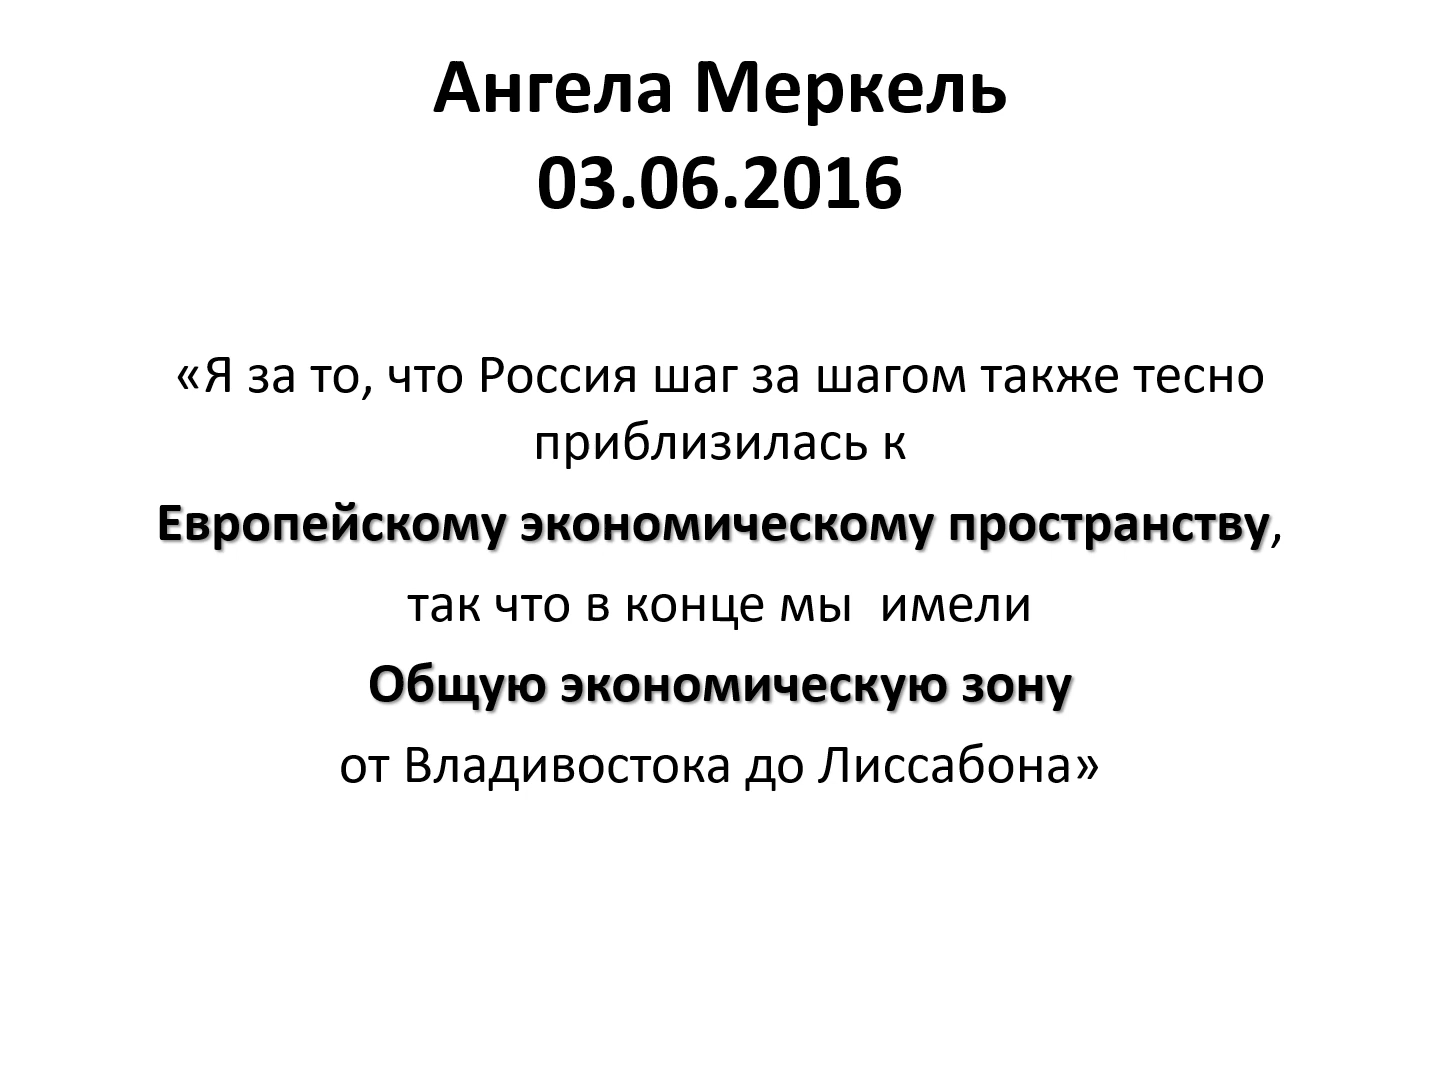 Ангела Меркель
03.06.2016
«Я за то, что Россия шаг за шагом также тесно
приблизилась к
Европейскому экономическому пространству,
так что в конце мы  имели
Общую экономическую зону
от Владивостока до Лиссабона»